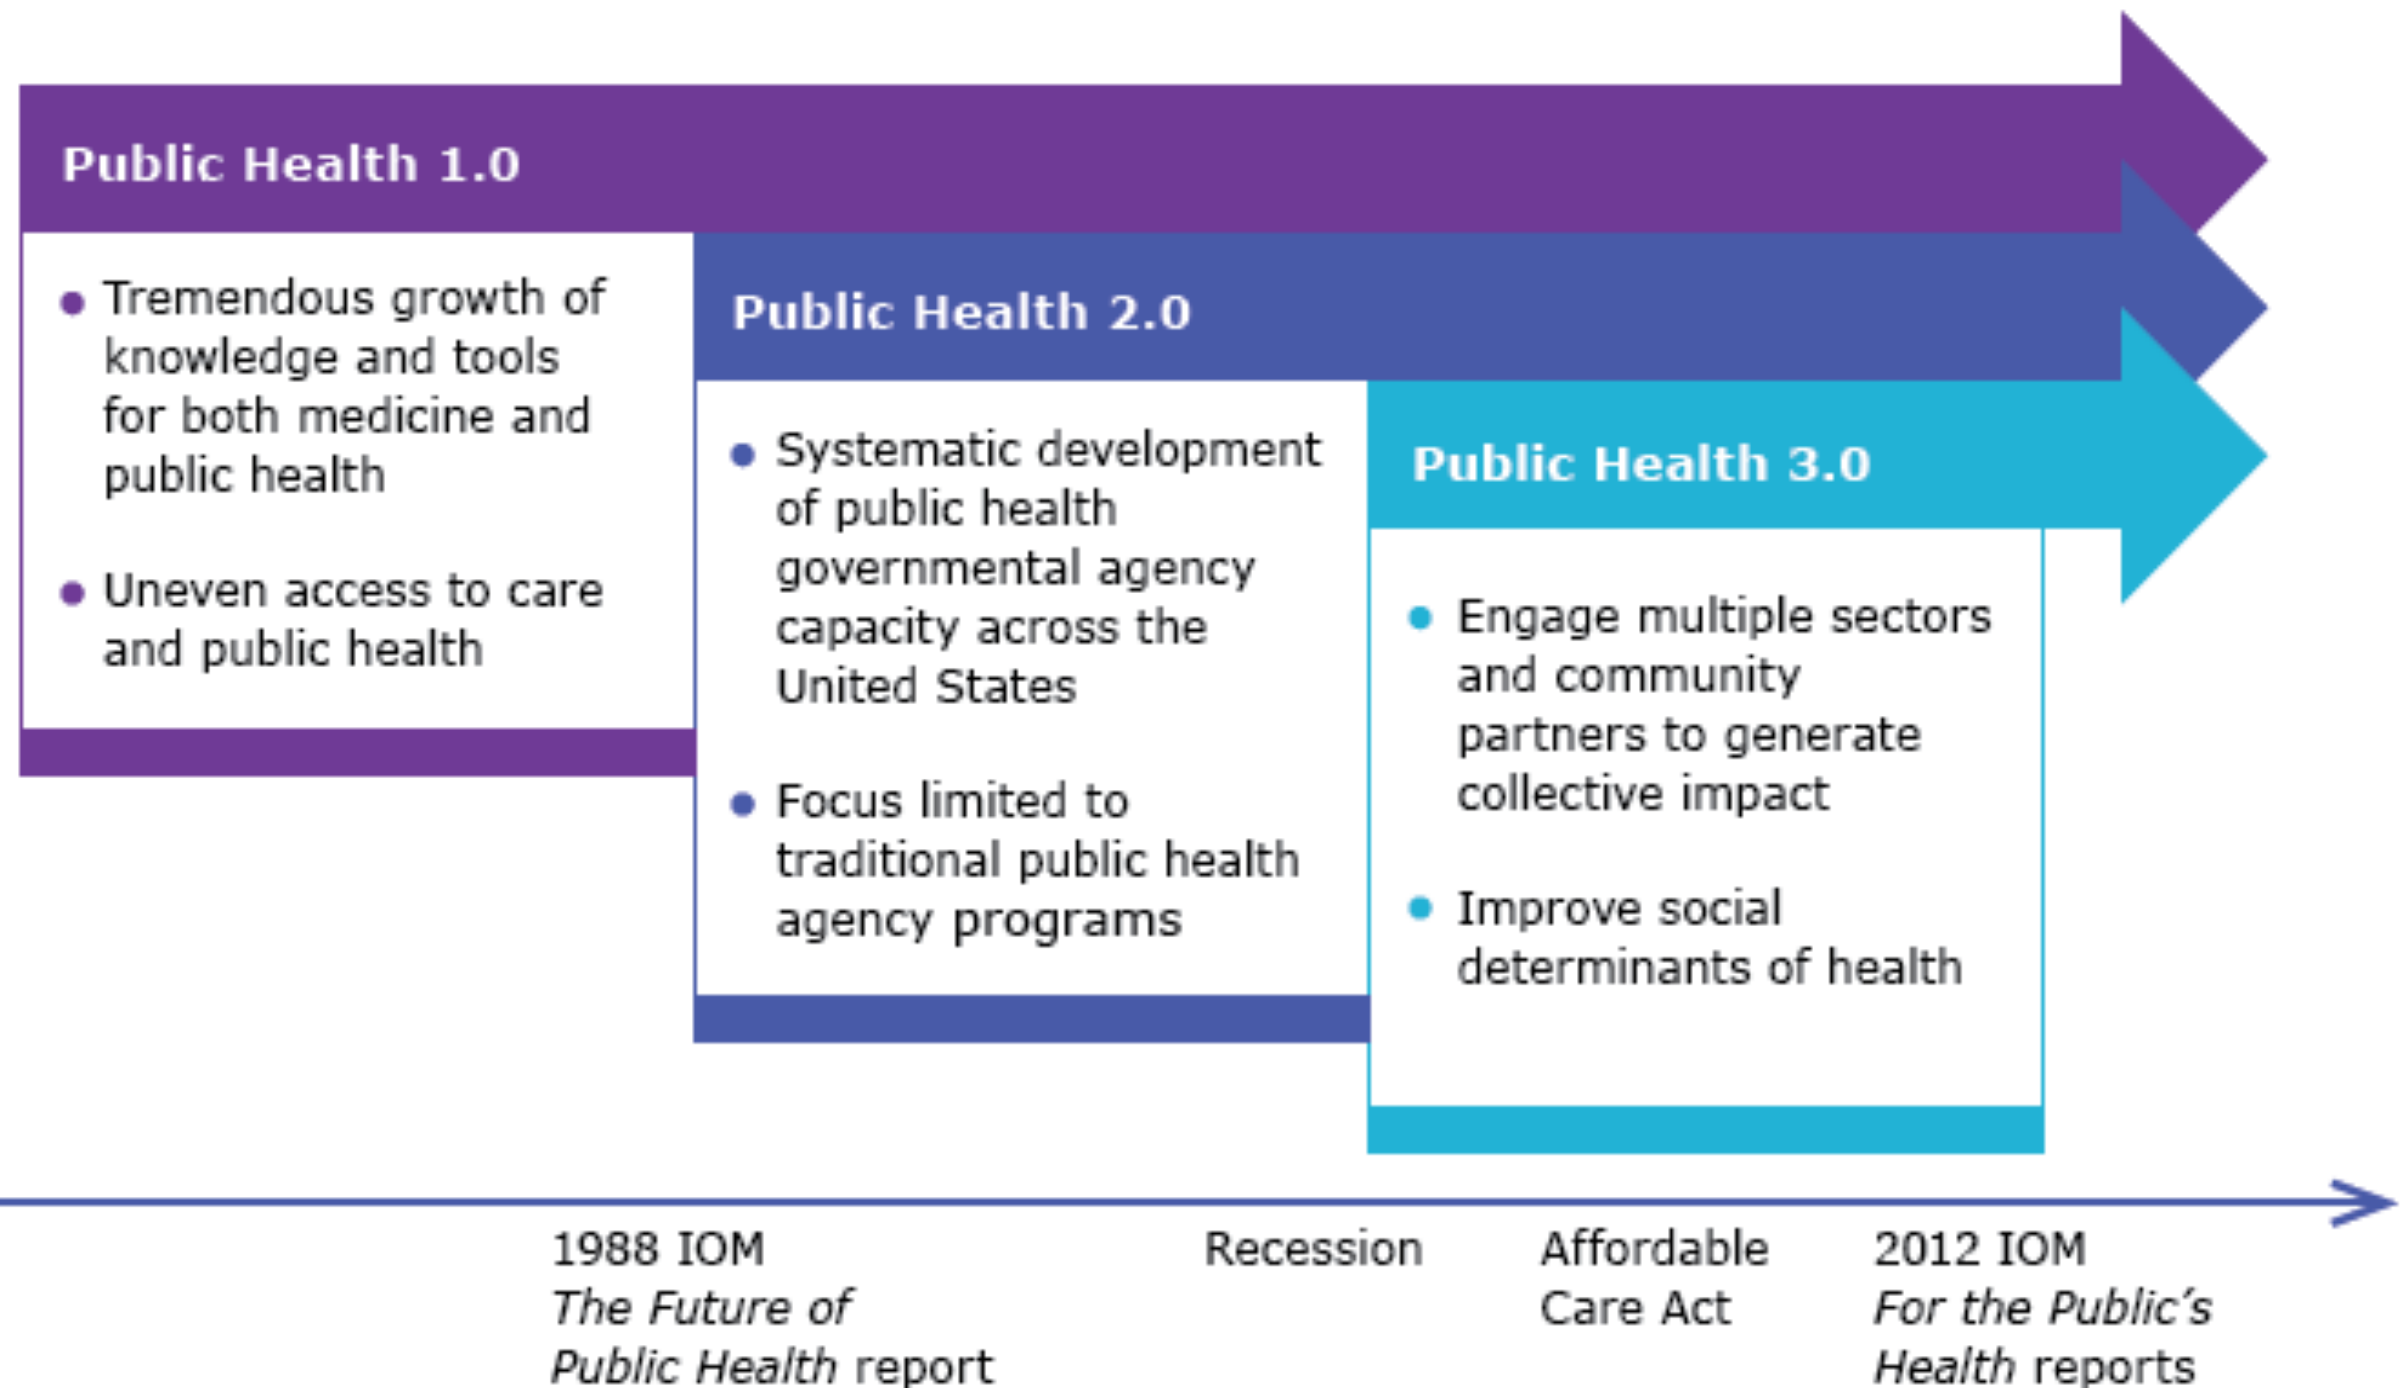 Public Health 1.0
Tremendous growth of
knowledge and tools
for both medicine and
public health
Uneven access to care
and public health
Public Health 2.0
Systematic development
of public health
governmental agency
capacity across the
United States
Focus limited to
traditional public health
agency programs
Public Health 3.0
Engage multiple sectors
and community
partners to generate
collective impact
Improve social
determinants of health
1988 IOM
The Future of
Public Health report
Recession
Affordable
Care Act
2012 IOM
For the Public’s
Health reports